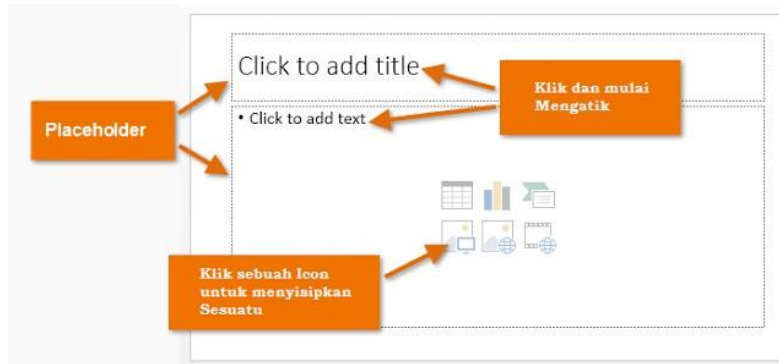 Click to add title
Klik dan mulai
Mengatik
Placeholder
• Click to add text
Klik sebuah Icon
untuk menyisipkan
Sesuatu